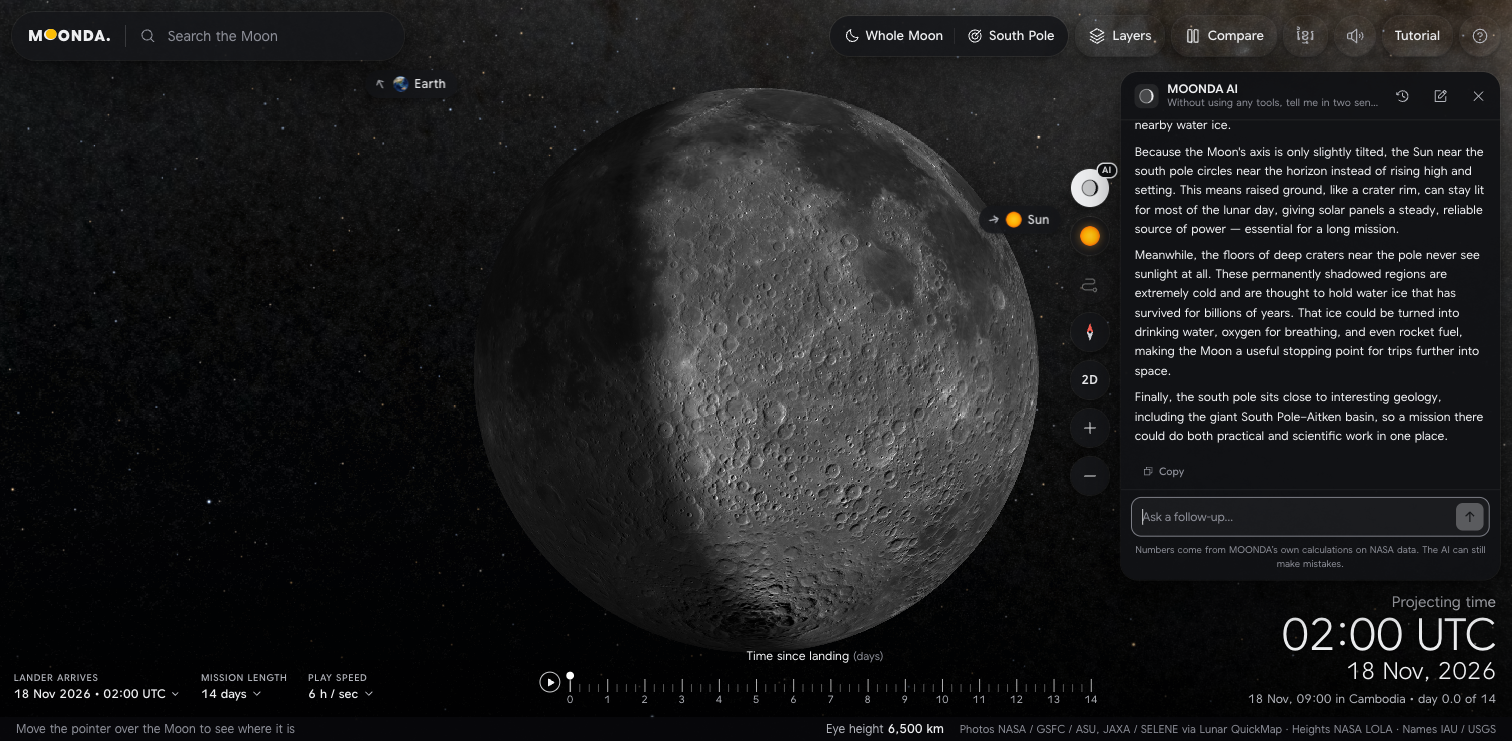 MOONDA.
Search the Moon
Whole Moon
South Pole
Layers
Compare
ខ្មែរ
Tutorial
Earth
Sun
AI
2D
MOONDA AI
Without using any tools, tell me in two sen...
nearby water ice.
Because the Moon's axis is only slightly tilted, the Sun near the
south pole circles near the horizon instead of rising high and
setting. This means raised ground, like a crater rim, can stay lit
for most of the lunar day, giving solar panels a steady, reliable
source of power — essential for a long mission.
Meanwhile, the floors of deep craters near the pole never see
sunlight at all. These permanently shadowed regions are
extremely cold and are thought to hold water ice that has
survived for billions of years. That ice could be turned into
drinking water, oxygen for breathing, and even rocket fuel,
making the Moon a useful stopping point for trips further into
space.
Finally, the south pole sits close to interesting geology,
including the giant South Pole–Aitken basin, so a mission there
could do both practical and scientific work in one place.
Copy
Ask a follow-up...
Numbers come from MOONDA's own calculations on NASA data. The AI can still
make mistakes.
Projecting time
02:00 UTC
18 Nov, 2026
18 Nov, 09:00 in Cambodia • day 0.0 of 14
LANDER ARRIVES
18 Nov 2026 • 02:00 UTC
MISSION LENGTH
14 days
PLAY SPEED
6 h / sec
Time since landing (days)
0 1 2 3 4 5 6 7 8 9 10 11 12 13 14
Move the pointer over the Moon to see where it is
Eye height 6,500 km
Photos NASA / GSFC / ASU, JAXA / SELENE via Lunar QuickMap · Heights NASA LOLA · Names IAU / USGS